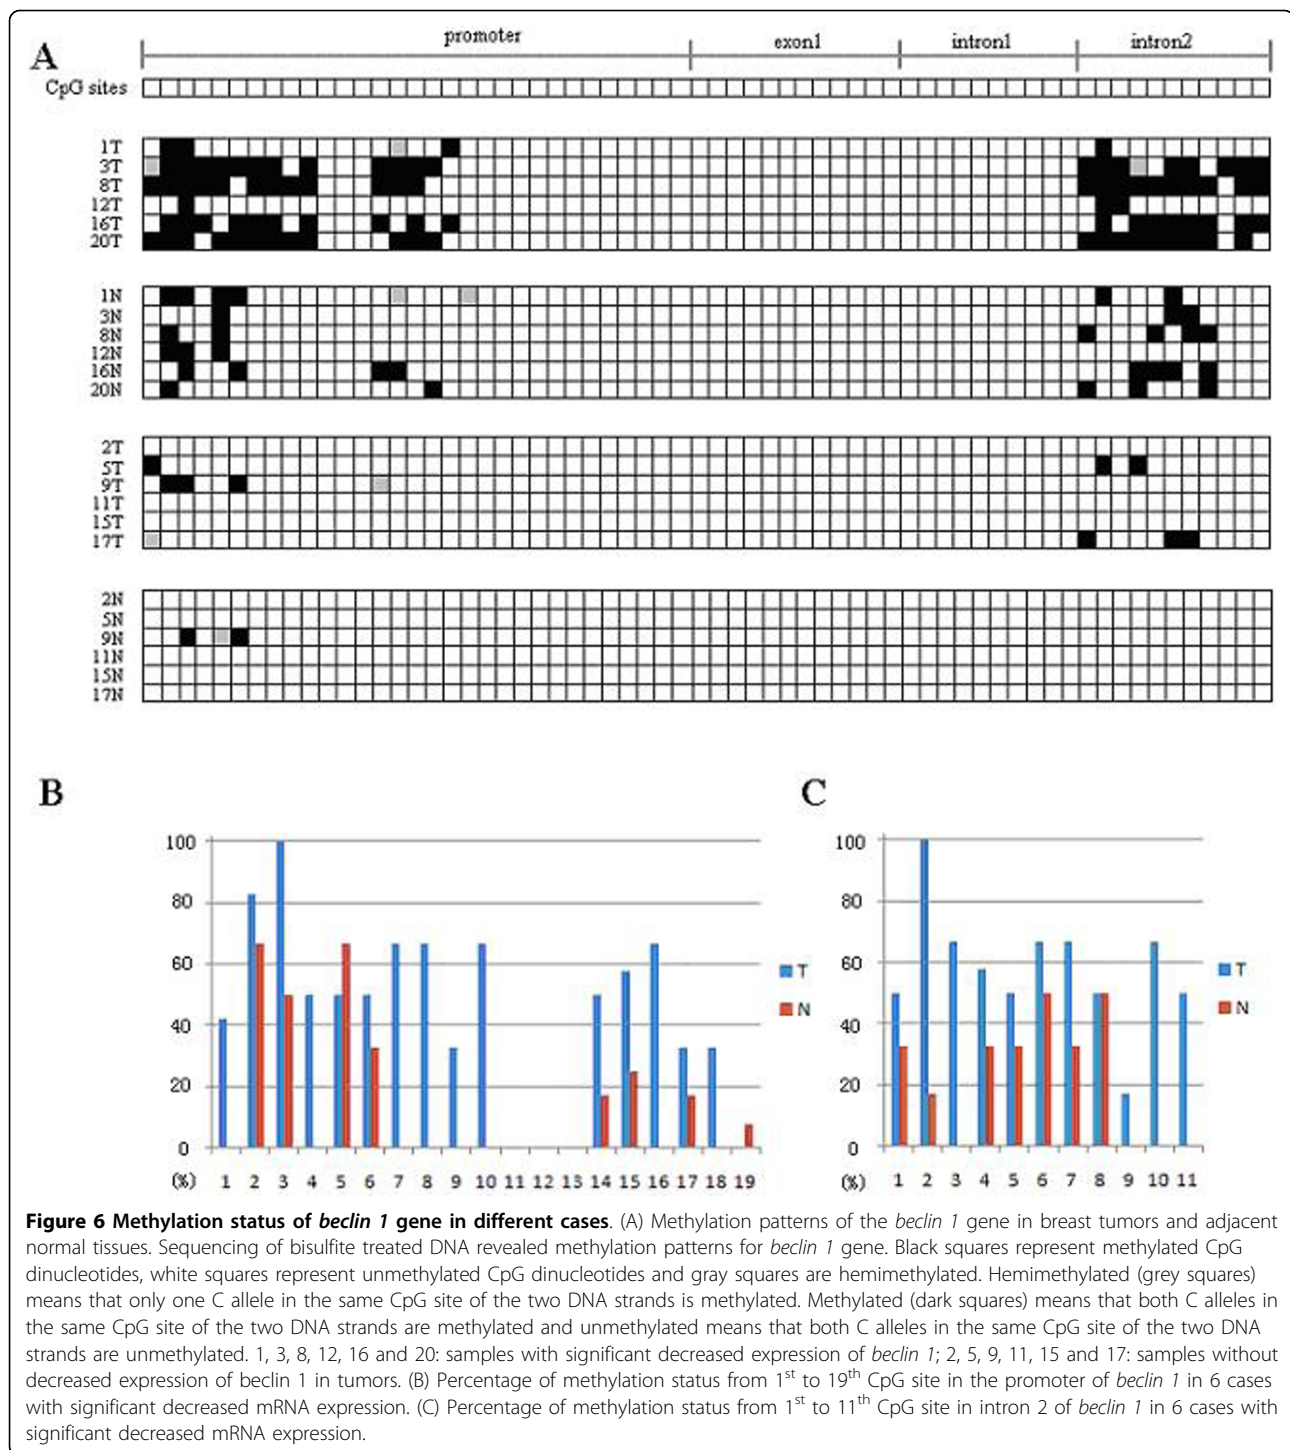 A
promoter exon1 intron1 intron2
CpG sites
1T
3T
8T
12T
16T
20T
1N
3N
8N
12N
16N
20N
2T
5T
9T
11T
15T
17T
2N
5N
9N
11N
15N
17N
B
100
80
60
40
20
0
(%) 1 2 3 4 5 6 7 8 9 10 11 12 13 14 15 16 17 18 19
T
N
C
100
80
60
40
20
0
(%) 1 2 3 4 5 6 7 8 9 10 11
T
N
Figure 6 Methylation status of beclin 1 gene in different cases. (A) Methylation patterns of the beclin 1 gene in breast tumors and adjacent
normal tissues. Sequencing of bisulfite treated DNA revealed methylation patterns for beclin 1 gene. Black squares represent methylated CpG
dinucleotides, white squares represent unmethylated CpG dinucleotides and gray squares are hemimethylated. Hemimethylated (grey squares)
means that only one C allele in the same CpG site of the two DNA strands is methylated. Methylated (dark squares) means that both C alleles in
the same CpG site of the two DNA strands are methylated and unmethylated means that both C alleles in the same CpG site of the two DNA
strands are unmethylated. 1, 3, 8, 12, 16 and 20: samples with significant decreased expression of beclin 1; 2, 5, 9, 11, 15 and 17: samples without
decreased expression of beclin 1 in tumors. (B) Percentage of methylation status from 1st to 19th CpG site in the promoter of beclin 1 in 6 cases
with significant decreased mRNA expression. (C) Percentage of methylation status from 1st to 11th CpG site in intron 2 of beclin 1 in 6 cases with
significant decreased mRNA expression.